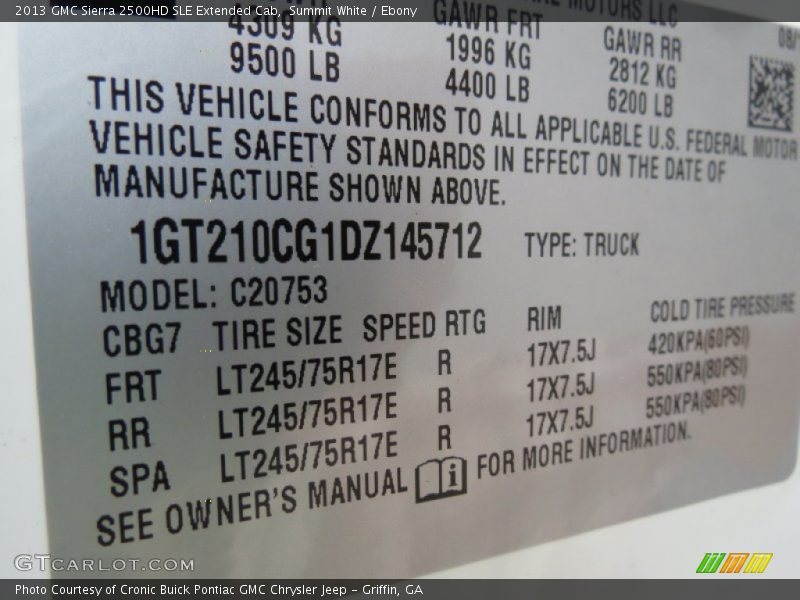 2013 GMC Sierra 2500HD SLE Extended Cab, Summit White / Ebony
MOTORS LLC
4309 KG GAWR FRT GAWR RR
9500 LB 1996 KG 2812 KG
4400 LB 6200 LB
THIS VEHICLE CONFORMS TO ALL APPLICABLE U.S. FEDERAL MOTOR
VEHICLE SAFETY STANDARDS IN EFFECT ON THE DATE OF
MANUFACTURE SHOWN ABOVE.
1GT210CG1DZ145712 TYPE: TRUCK
MODEL: C20753
CBG7 TIRE SIZE SPEED RTG RIM COLD TIRE PRESSURE
FRT LT245/75R17E R 17X7.5J 420KPA(60PSI)
RR LT245/75R17E R 17X7.5J 550KPA(80PSI)
SPA LT245/75R17E R 17X7.5J 550KPA(80PSI)
SEE OWNER'S MANUAL i FOR MORE INFORMATION.
GTCARLOT.COM
Photo Courtesy of Cronic Buick Pontiac GMC Chrysler Jeep - Griffin, GA